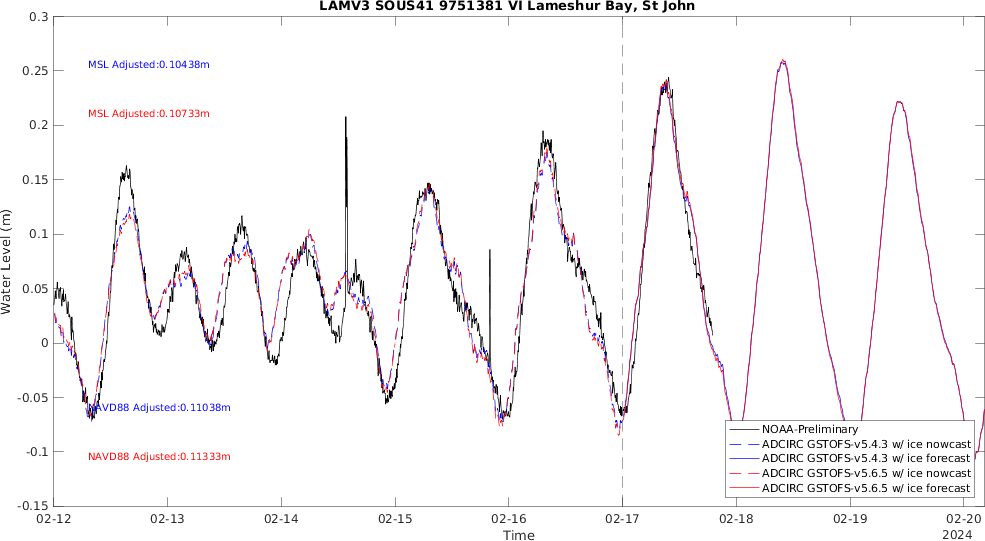 LAMV3 SOUS41 9751381 VI Lameshur Bay, St John
0.3
0.25
0.2
0.15
0.1
0.05
0
-0.05
-0.1
-0.15
Water Level (m)
MSL Adjusted:0.10438m
MSL Adjusted:0.10733m
NAVD88 Adjusted:0.11038m
NAVD88 Adjusted:0.11333m
NOAA-Preliminary
ADCIRC GSTOFS-v5.4.3 w/ ice nowcast
ADCIRC GSTOFS-v5.4.3 w/ ice forecast
ADCIRC GSTOFS-v5.6.5 w/ ice nowcast
ADCIRC GSTOFS-v5.6.5 w/ ice forecast
02-12 02-13 02-14 02-15 02-16 02-17 02-18 02-19 02-20
Time
2024